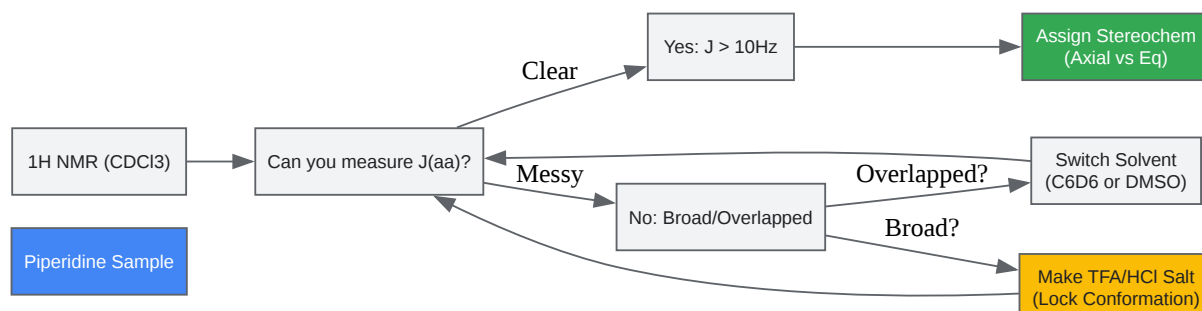 Yes: J > 10Hz
Assign Stereochem
(Axial vs Eq)
Clear
1H NMR (CDCl3)
Can you measure J(aa)?
Switch Solvent
(C6D6 or DMSO)
Messy
Overlapped?
No: Broad/Overlapped
Broad?
Piperidine Sample
Make TFA/HCl Salt
(Lock Conformation)